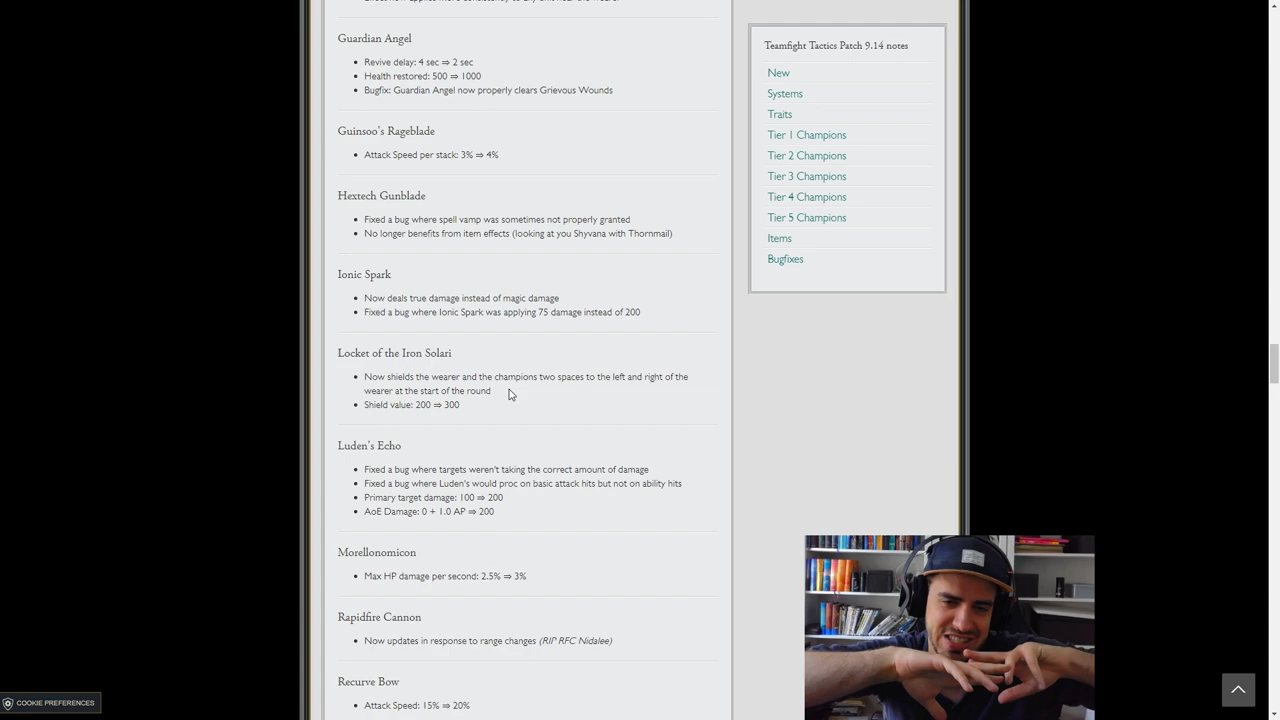 Guardian Angel
Revive delay: 4 sec ⇒ 2 sec
Health restored: 500 ⇒ 1000
Bugfix: Guardian Angel now properly clears Grievous Wounds
Guinsoo's Rageblade
Attack Speed per stack: 3% ⇒ 4%
Hextech Gunblade
Fixed a bug where spell vamp was sometimes not properly granted
No longer benefits from item effects (looking at you Shyvana with Thornmail)
Ionic Spark
Now deals true damage instead of magic damage
Fixed a bug where Ionic Spark was applying 75 damage instead of 200
Locket of the Iron Solari
Now shields the wearer and the champions two spaces to the left and right of the
wearer at the start of the round
Shield value: 200 ⇒ 300
Luden's Echo
Fixed a bug where targets weren't taking the correct amount of damage
Fixed a bug where Luden's would proc on basic attack hits but not on ability hits
Primary target damage: 100 ⇒ 200
AoE Damage: 0 + 1.0 AP ⇒ 200
Morellonomicon
Max HP damage per second: 2.5% ⇒ 3%
Rapidfire Cannon
Now updates in response to range changes (RIP RFC Nidalee)
Recurve Bow
Attack Speed: 15% ⇒ 20%
Teamfight Tactics Patch 9.14 notes
New
Systems
Traits
Tier 1 Champions
Tier 2 Champions
Tier 3 Champions
Tier 4 Champions
Tier 5 Champions
Items
Bugfixes
COOKIE PREFERENCES